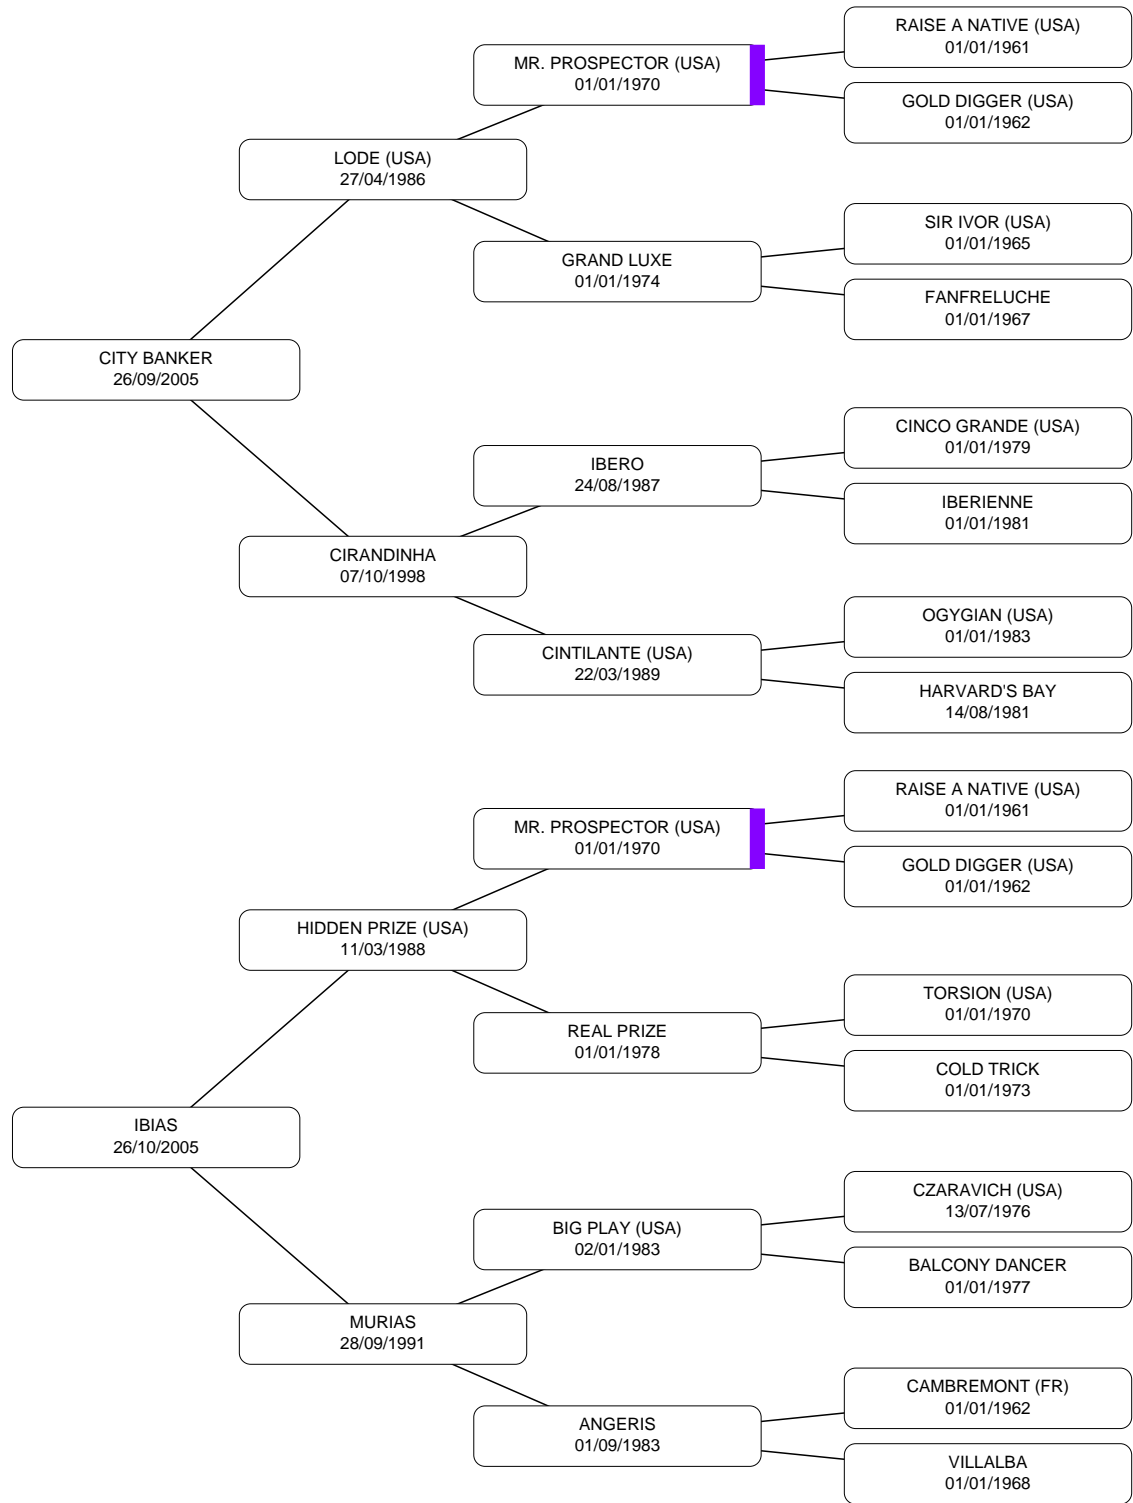 RAISE A NATIVE (USA)
01/01/1961
MR. PROSPECTOR (USA)
01/01/1970
GOLD DIGGER (USA)
01/01/1962
LODE (USA)
27/04/1986
SIR IVOR (USA)
01/01/1965
GRAND LUXE
01/01/1974
FANFRELUCHE
01/01/1967
CITY BANKER
26/09/2005
CINCO GRANDE (USA)
01/01/1979
IBERO
24/08/1987
IBERIENNE
01/01/1981
CIRANDINHA
07/10/1998
OGYGIAN (USA)
01/01/1983
CINTILANTE (USA)
22/03/1989
HARVARD'S BAY
14/08/1981
RAISE A NATIVE (USA)
01/01/1961
MR. PROSPECTOR (USA)
01/01/1970
GOLD DIGGER (USA)
01/01/1962
HIDDEN PRIZE (USA)
11/03/1988
TORSION (USA)
01/01/1970
REAL PRIZE
01/01/1978
COLD TRICK
01/01/1973
IBIAS
26/10/2005
CZARAVICH (USA)
13/07/1976
BIG PLAY (USA)
02/01/1983
BALCONY DANCER
01/01/1977
MURIAS
28/09/1991
CAMBREMONT (FR)
01/01/1962
ANGERIS
01/09/1983
VILLALBA
01/01/1968